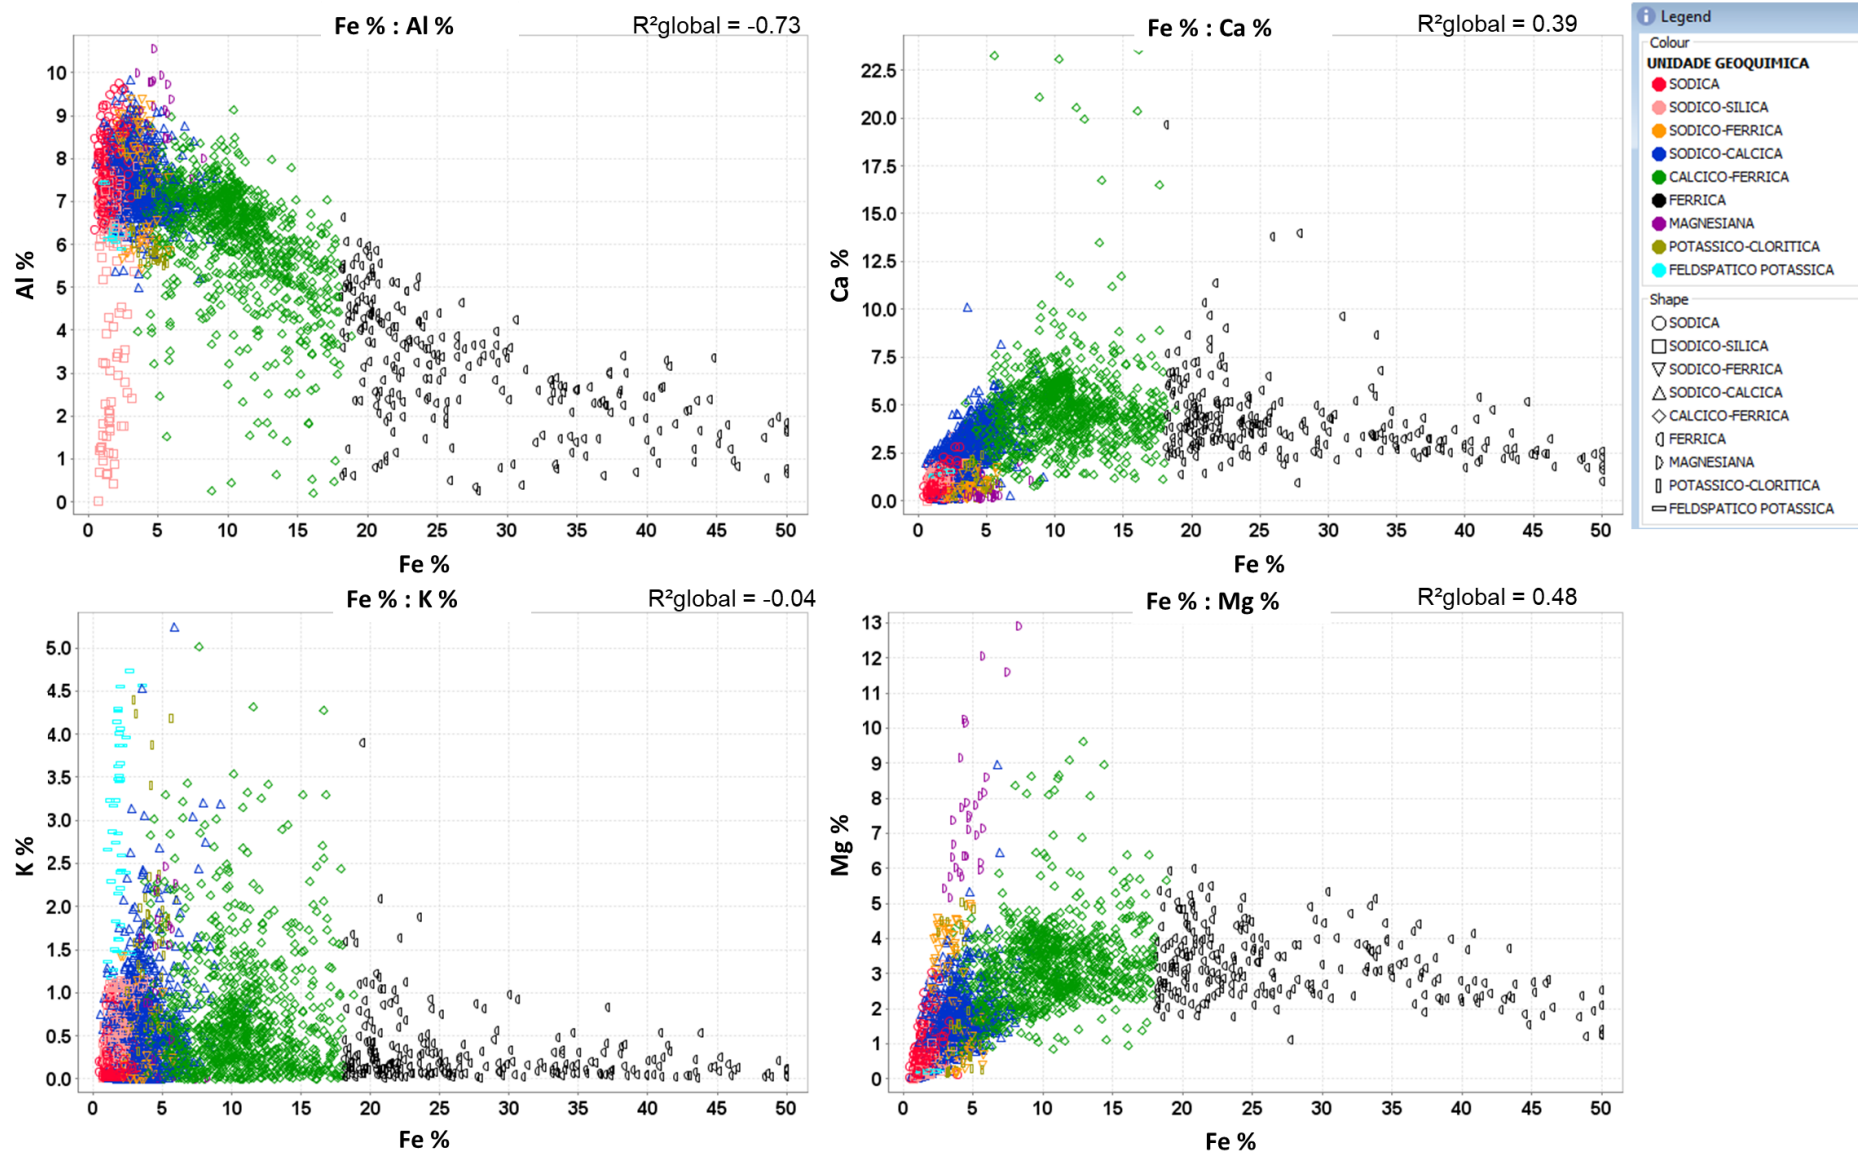 Fe % : Al %
R²global = -0.73
10
9
8
7
6
5
4
3
2
1
0
Al %
0 5 10 15 20 25 30 35 40 45 50
Fe %
Fe % : Ca %
R²global = 0.39
22.5
20.0
17.5
15.0
12.5
10.0
7.5
5.0
2.5
0.0
Ca %
0 5 10 15 20 25 30 35 40 45 50
Fe %
Legend
Colour
UNIDADE GEOQUIMICA
SODICA
SODICO-SILICA
SODICO-FERRICA
SODICO-CALCICA
CALCICO-FERRICA
FERRICA
MAGNESIANA
POTASSICO-CLORITICA
FELDSPATICO POTASSICA
Shape
SODICA
SODICO-SILICA
SODICO-FERRICA
SODICO-CALCICA
CALCICO-FERRICA
FERRICA
MAGNESIANA
POTASSICO-CLORITICA
FELDSPATICO POTASSICA
Fe % : K %
R²global = -0.04
5.0
4.5
4.0
3.5
3.0
2.5
2.0
1.5
1.0
0.5
0.0
K %
0 5 10 15 20 25 30 35 40 45 50
Fe %
Fe % : Mg %
R²global = 0.48
13
12
11
10
9
8
7
6
5
4
3
2
1
0
Mg %
0 5 10 15 20 25 30 35 40 45 50
Fe %